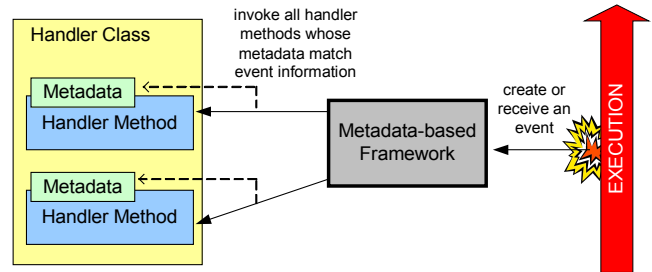 Handler Class
Metadata
Handler Method
Metadata
Handler Method
invoke all handler
methods whose
metadata match
event information
Metadata-based
Framework
create or
receive an
event
EXECUTION